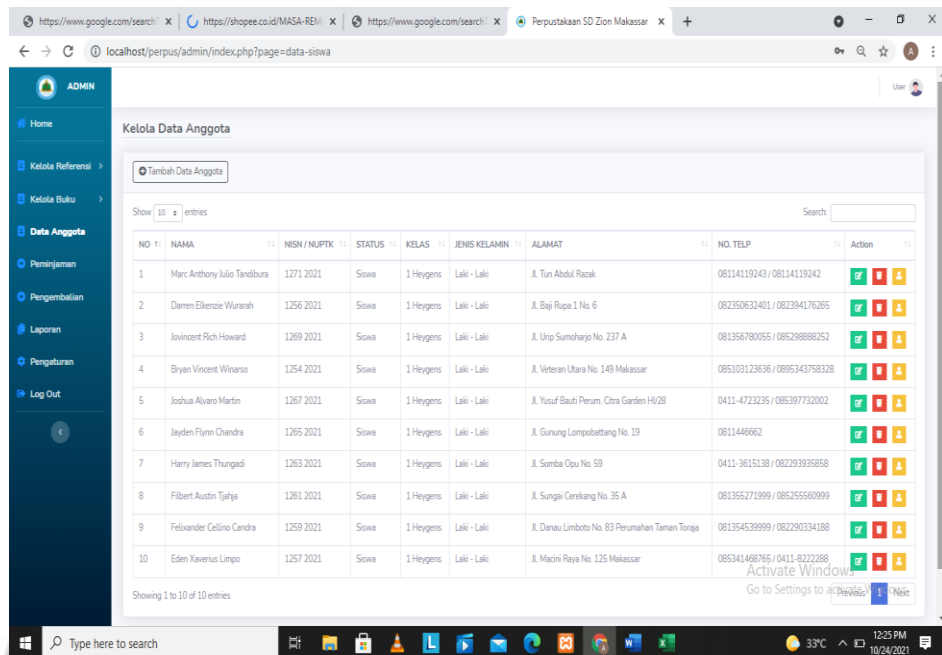 https://www.google.com/search? x https://shopee.co.id/MASA-REM x https://www.google.com/search? x Perpustakaan SD Zion Makassar x +
localhost/perpus/admin/index.php?page=data-siswa A
ADMIN User
Home
Kelola Data Anggota
Kelola Referensi >
Tambah Data Anggota
Kelola Buku >
Show 10 entries Search:
Data Anggota
NO NAMA NISN / NUPTK STATUS KELAS JENIS KELAMIN ALAMAT NO. TELP Action
Peminjaman
Pengembalian
Laporan
Pengaturan
Log Out
1 Marc Anthony Julio Tandibura 1271 2021 Siswa 1 Heygens Laki - Laki Jl. Tun Abdul Razak 08114119243 / 08114119242
2 Darren Elkenzie Wurarah 1256 2021 Siswa 1 Heygens Laki - Laki Jl. Baji Rupa 1 No. 6 082350632401 / 082394176265
3 Jovincent Rich Howard 1269 2021 Siswa 1 Heygens Laki - Laki Jl. Urip Sumoharjo No. 237 A 081356780055 / 085298888252
4 Bryan Vincent Winarso 1254 2021 Siswa 1 Heygens Laki - Laki Jl. Veteran Utara No. 149 Makassar 085103123636 / 0895343758328
5 Joshua Alvaro Martin 1267 2021 Siswa 1 Heygens Laki - Laki Jl. Yusuf Bauti Perum. Citra Garden HI/28 0411-4723235 / 085397732002
6 Jayden Flynn Chandra 1265 2021 Siswa 1 Heygens Laki - Laki Jl. Gunung Lompobattang No. 19 0811446662
7 Harry James Thungadi 1263 2021 Siswa 1 Heygens Laki - Laki Jl. Somba Opu No. 59 0411-3615138 / 082293935858
8 Filbert Austin Tjahja 1261 2021 Siswa 1 Heygens Laki - Laki Jl. Sungai Cerekang No. 35 A 081355271999 / 085255560999
9 Felixander Cellino Candra 1259 2021 Siswa 1 Heygens Laki - Laki Jl. Danau Limboto No. B3 Perumahan Taman Toraja 081354539999 / 082290334188
10 Eden Xaverius Limpo 1257 2021 Siswa 1 Heygens Laki - Laki Jl. Macini Raya No. 125 Makassar 085341468765 / 0411-8222288
Activate Windows
Showing 1 to 10 of 10 entries Previous 1 Next
Go to Settings to activate Windows.
Type here to search 33°C 12:25 PM
10/24/2021